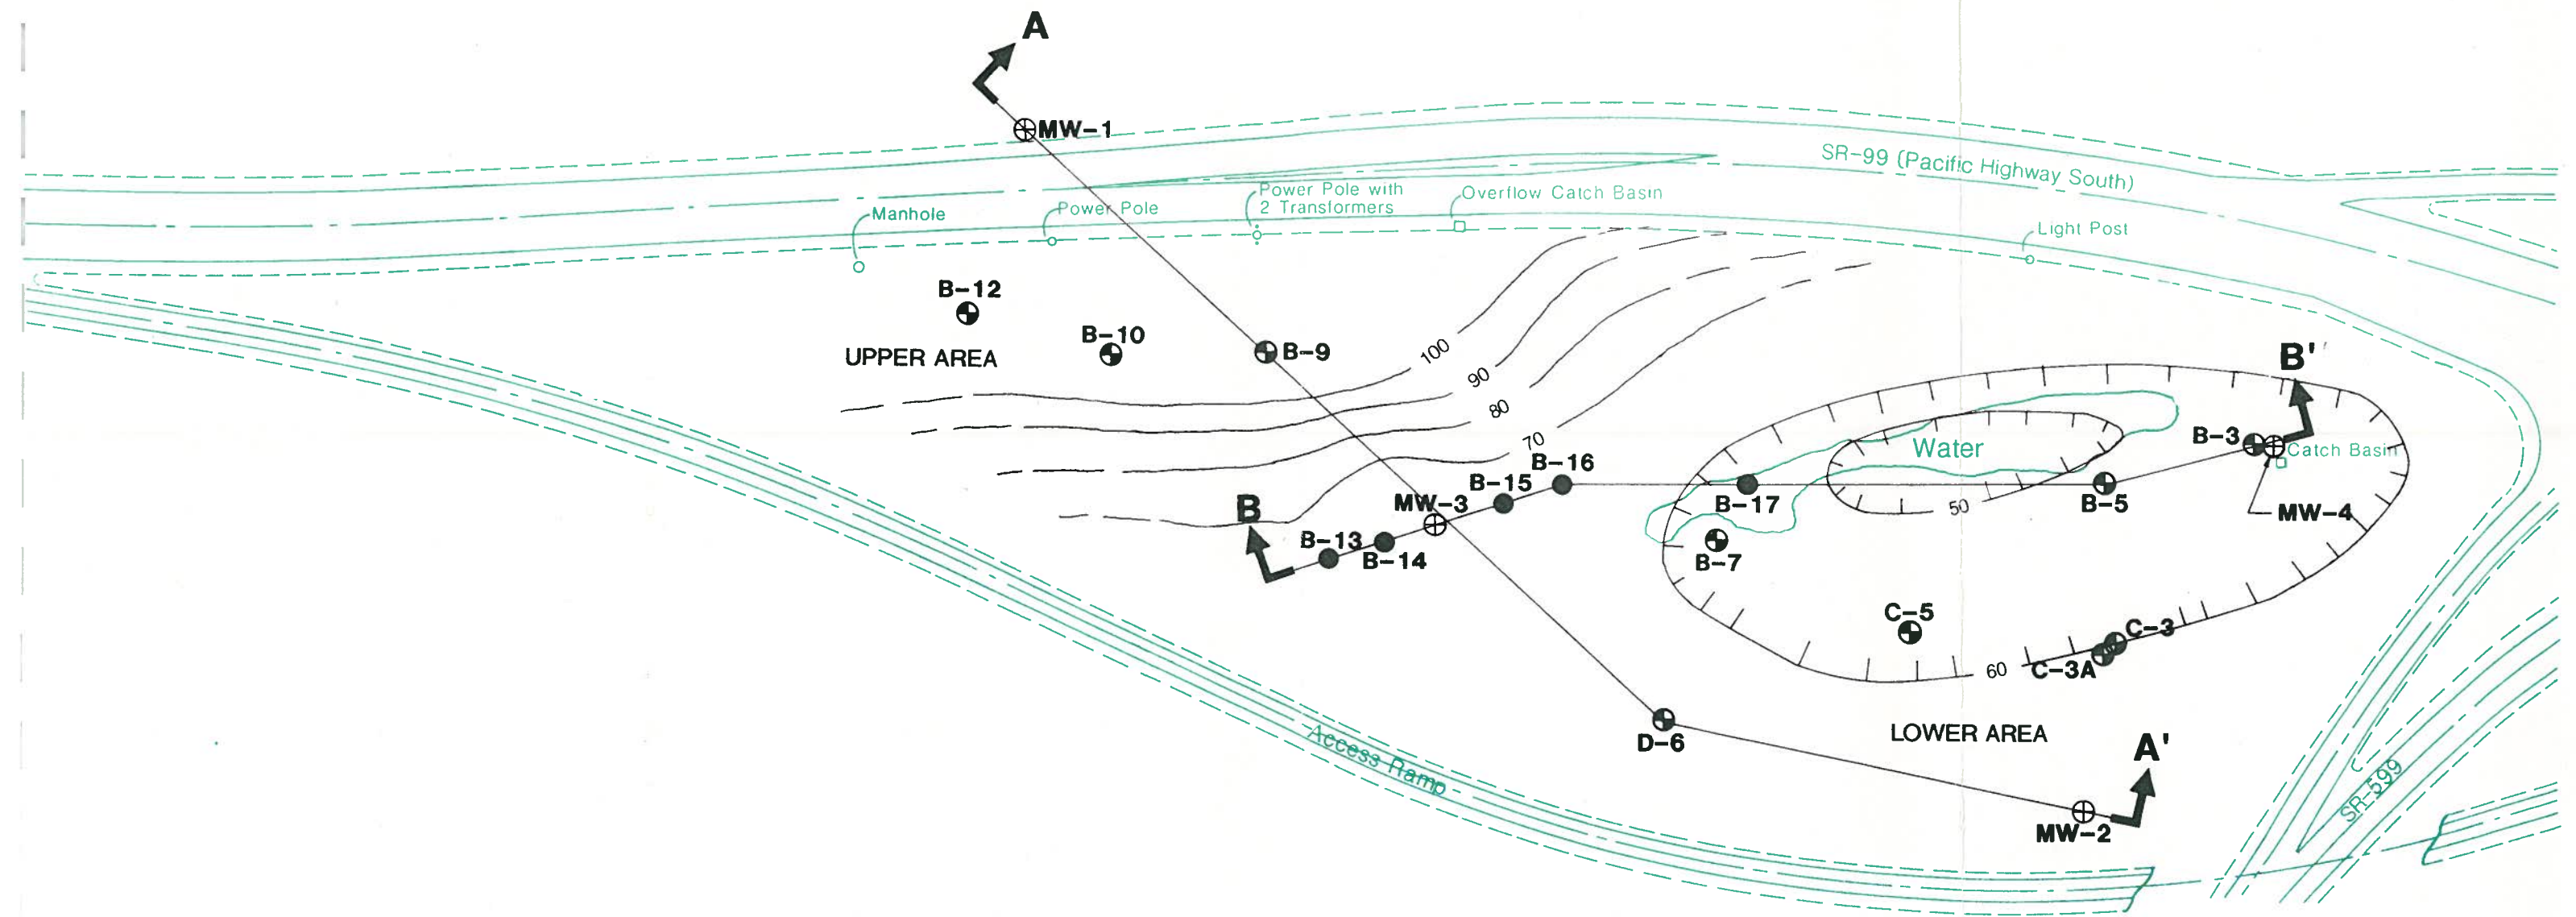 A
MW-1
SR-99 (Pacific Highway South)
Power Pole with
2 Transformers
Overflow Catch Basin
Manhole
Power Pole
Light Post
B-12
B-10
B-9
UPPER AREA
100
90
80
70
B'
B-3
Catch Basin
Water
B-16
B-15
MW-3
B
B-17
50
B-5
MW-4
B-13
B-14
B-7
C-5
C-3
C-3A
60
D-6
LOWER AREA
A'
Access Ramp
SR-599
MW-2